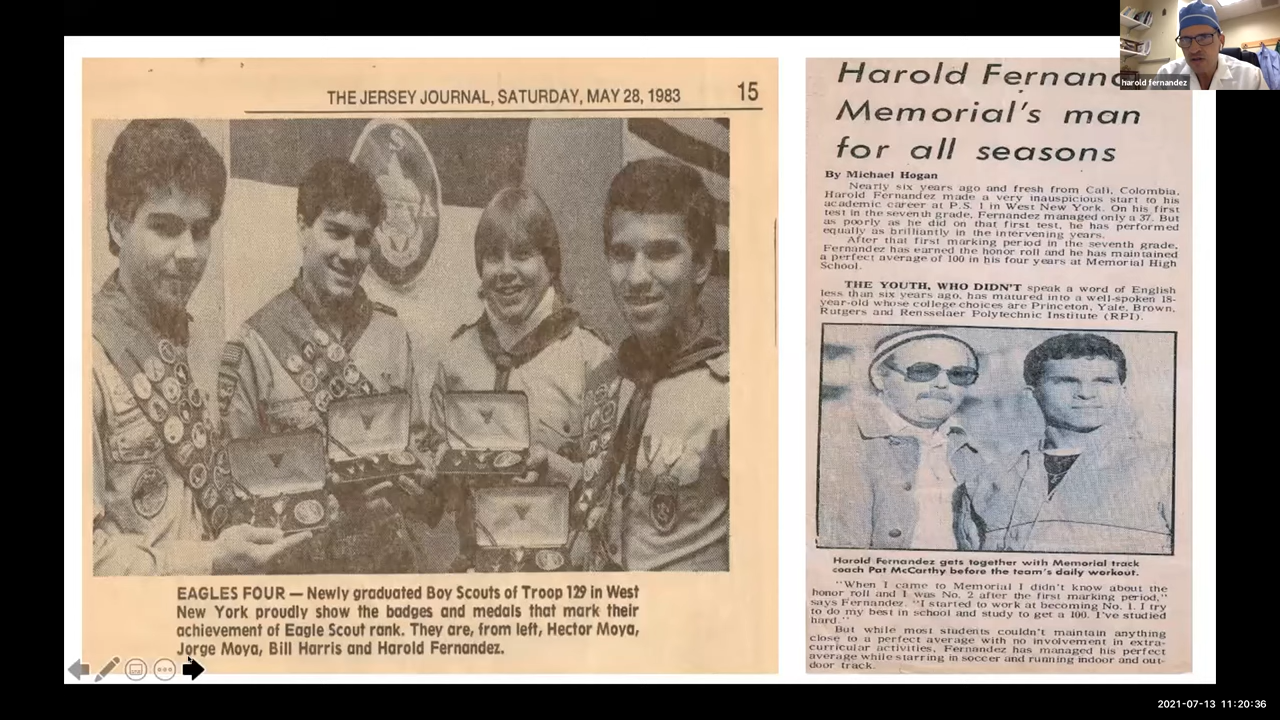 harold fernandez
THE JERSEY JOURNAL, SATURDAY, MAY 28, 1983 15
EAGLES FOUR — Newly graduated Boy Scouts of Troop 129 in West
New York proudly show the badges and medals that mark their
achievement of Eagle Scout rank. They are, from left, Hector Moya,
Jorge Moya, Bill Harris and Harold Fernandez.
Harold Fernan
Memorial's man
for all seasons
By Michael Hogan
Nearly six years ago and fresh from Cali, Colombia,
Harold Fernandez made a very inauspicious start to his
academic career at P.S. 1 in West New York. On his first
test in the seventh grade, Fernandez managed only a 37. But
as poorly as he did on that first test, he has performed
equally as brilliantly in the intervening years.
After that first marking period in the seventh grade,
Fernandez has earned the honor roll and he has maintained
a perfect average of 100 in his four years at Memorial High
School.
THE YOUTH, WHO DIDN'T speak a word of English
less than six years ago, has matured into a well-spoken 18-
year-old whose college choices are Princeton, Yale, Brown,
Rutgers and Rensselaer Polytechnic Institute (RPI).
Harold Fernandez gets together with Memorial track
coach Pat McCarthy before the team's daily workout.
"When I came to Memorial I didn't know about the
honor roll and I was No. 2 after the first marking period,"
says Fernandez. "I started to work at becoming No. 1. I try
to do my best in school and study to get a 100. I've studied
hard."
But while most students couldn't maintain anything
close to a perfect average with no involvement in extra-
curricular activities, Fernandez has managed his perfect
average while starring in soccer and running indoor and out-
door track.
2021-07-13 11:20:36